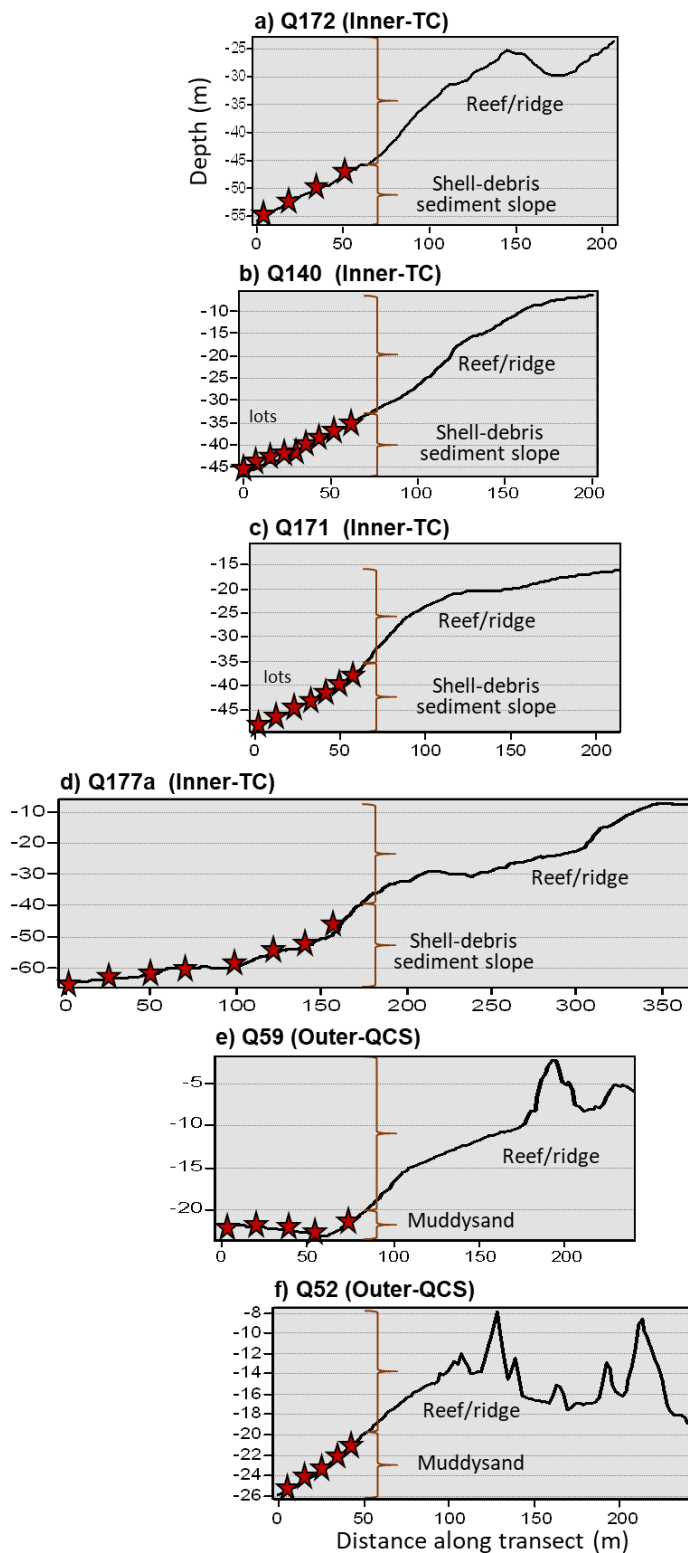 a) Q172 (Inner-TC)
Depth (m)
-25
-30
-35
-40
-45
-50
-55
Reef/ridge
Shell-debris
sediment slope
0 50 100 150 200
b) Q140 (Inner-TC)
-10
-15
-20
-25
-30
-35
-40
-45
lots
Reef/ridge
Shell-debris
sediment slope
0 50 100 150 200
c) Q171 (Inner-TC)
-15
-20
-25
-30
-35
-40
-45
lots
Reef/ridge
Shell-debris
sediment slope
0 50 100 150 200
d) Q177a (Inner-TC)
-10
-20
-30
-40
-50
-60
Reef/ridge
Shell-debris
sediment slope
0 50 100 150 200 250 300 350
e) Q59 (Outer-QCS)
-5
-10
-15
-20
Reef/ridge
Muddysand
0 50 100 150 200
f) Q52 (Outer-QCS)
-8
-10
-12
-14
-16
-18
-20
-22
-24
-26
Reef/ridge
Muddysand
0 50 100 150 200
Distance along transect (m)